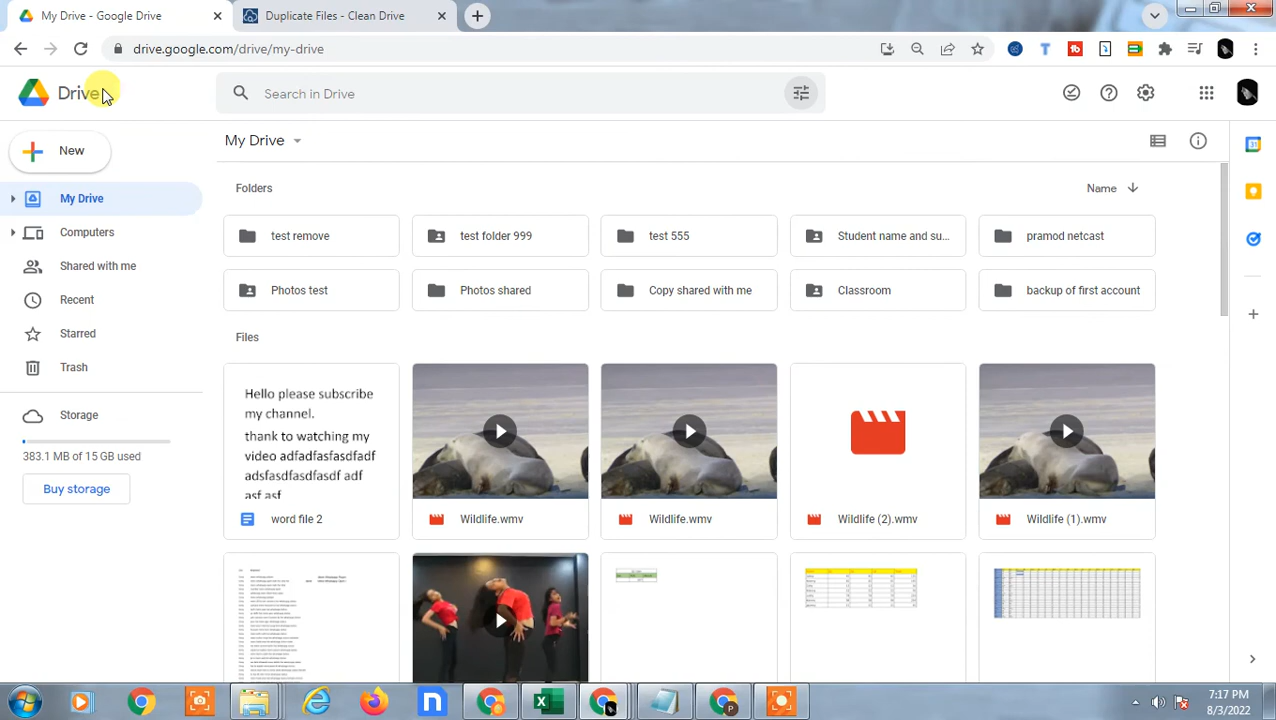 My Drive - Google Drive
Duplicate Files - Clean Drive
drive.google.com/drive/my-drive
Drive
Search in Drive
New
My Drive
My Drive
Computers
Shared with me
Recent
Starred
Trash
Storage
383.1 MB of 15 GB used
Buy storage
Folders
Name
test remove
test folder 999
test 555
Student name and su...
pramod netcast
Photos test
Photos shared
Copy shared with me
Classroom
backup of first account
Files
Hello please subscribe
my channel.
thank to watching my
video adfadfasfasdfadf
adsfasdfasdfasdfadf adf
asf asf
word file 2
Wildlife.wmv
Wildlife.wmv
Wildlife (2).wmv
Wildlife (1).wmv
7:17 PM
8/3/2022